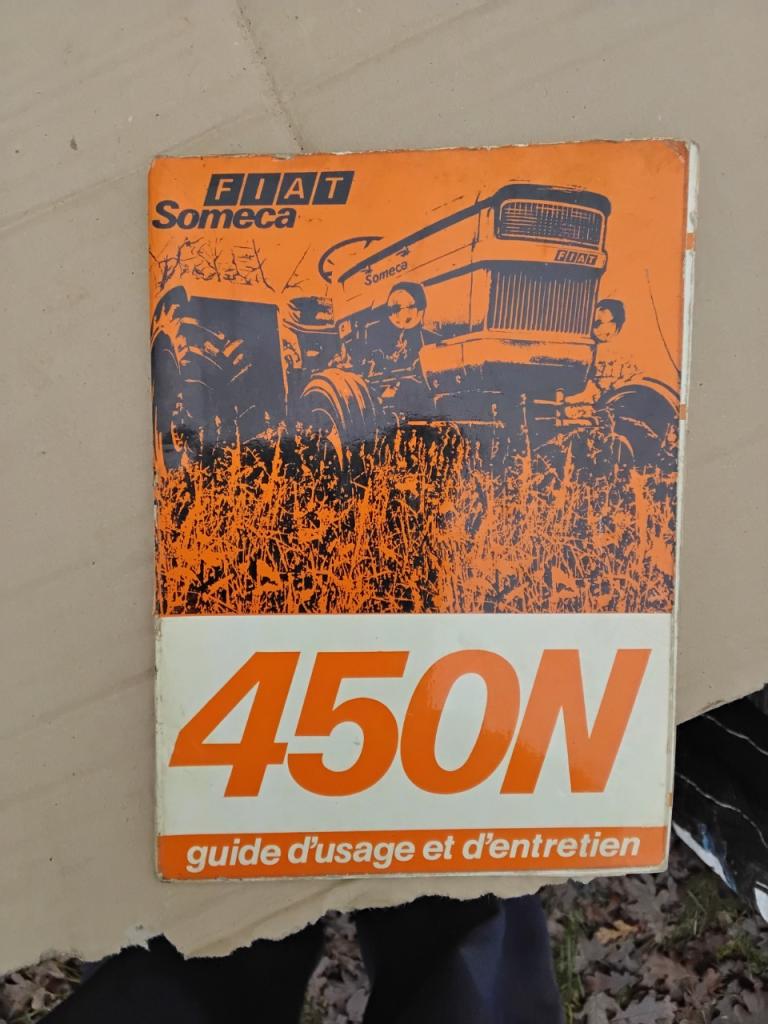 FIAT
Someca
Someca
FIAT
450N
guide d'usage et d'entretien